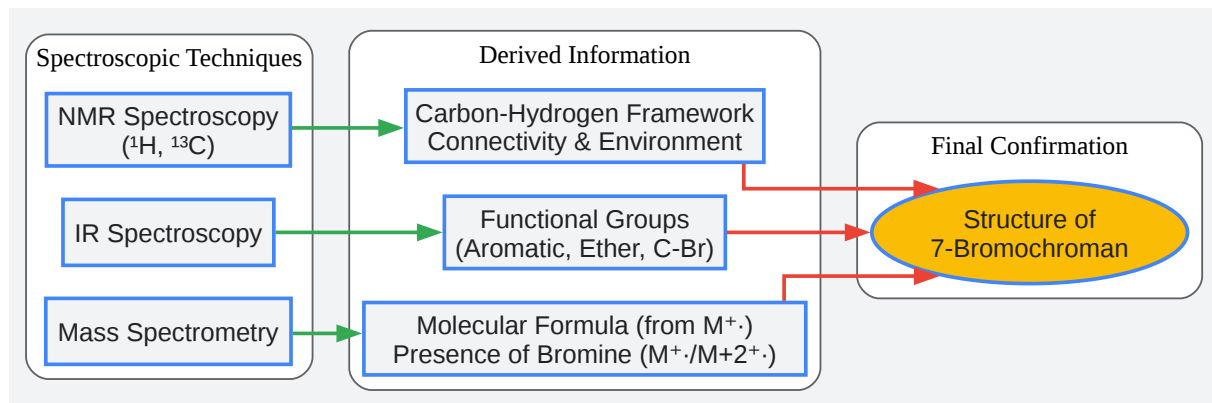 Spectroscopic Techniques
NMR Spectroscopy
(¹H, ¹³C)
IR Spectroscopy
Mass Spectrometry
Derived Information
Carbon-Hydrogen Framework
Connectivity & Environment
Functional Groups
(Aromatic, Ether, C-Br)
Molecular Formula (from M⁺·)
Presence of Bromine (M⁺·/M+2⁺·)
Final Confirmation
Structure of
7-Bromochroman